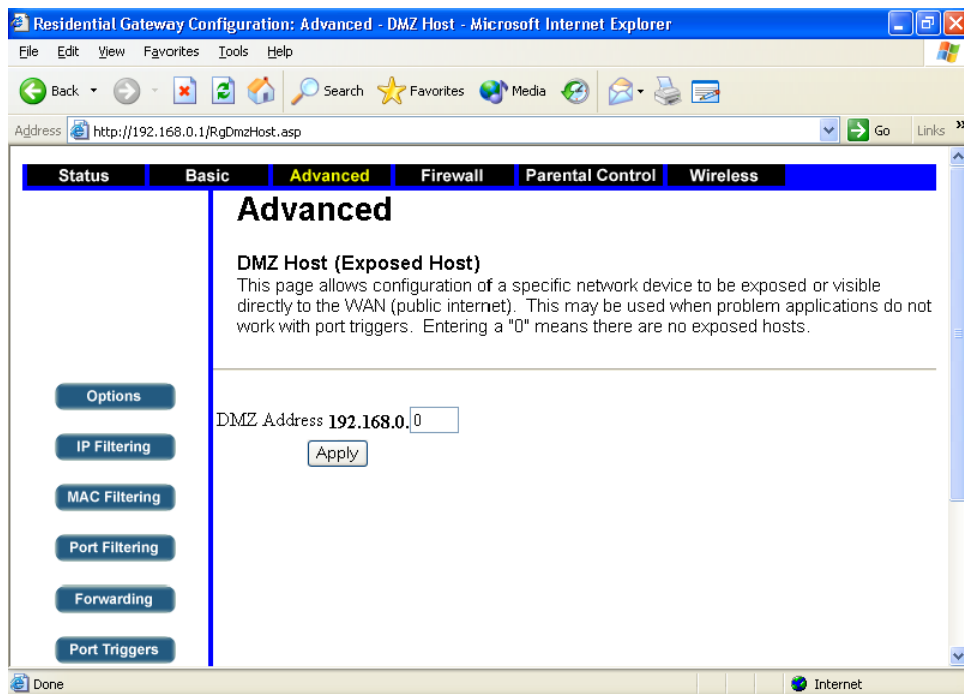 Residential Gateway Configuration: Advanced - DMZ Host - Microsoft Internet Explorer
File Edit View Favorites Tools Help
Back Search Favorites Media
Address http://192.168.0.1/RgDmzHost.asp Go Links »
Status Basic Advanced Firewall Parental Control Wireless
Advanced
DMZ Host (Exposed Host)
This page allows configuration of a specific network device to be exposed or visible
directly to the WAN (public internet). This may be used when problem applications do not
work with port triggers. Entering a "0" means there are no exposed hosts.
Options
IP Filtering
MAC Filtering
Port Filtering
Forwarding
Port Triggers
DMZ Address 192.168.0. 0
Apply
Done Internet